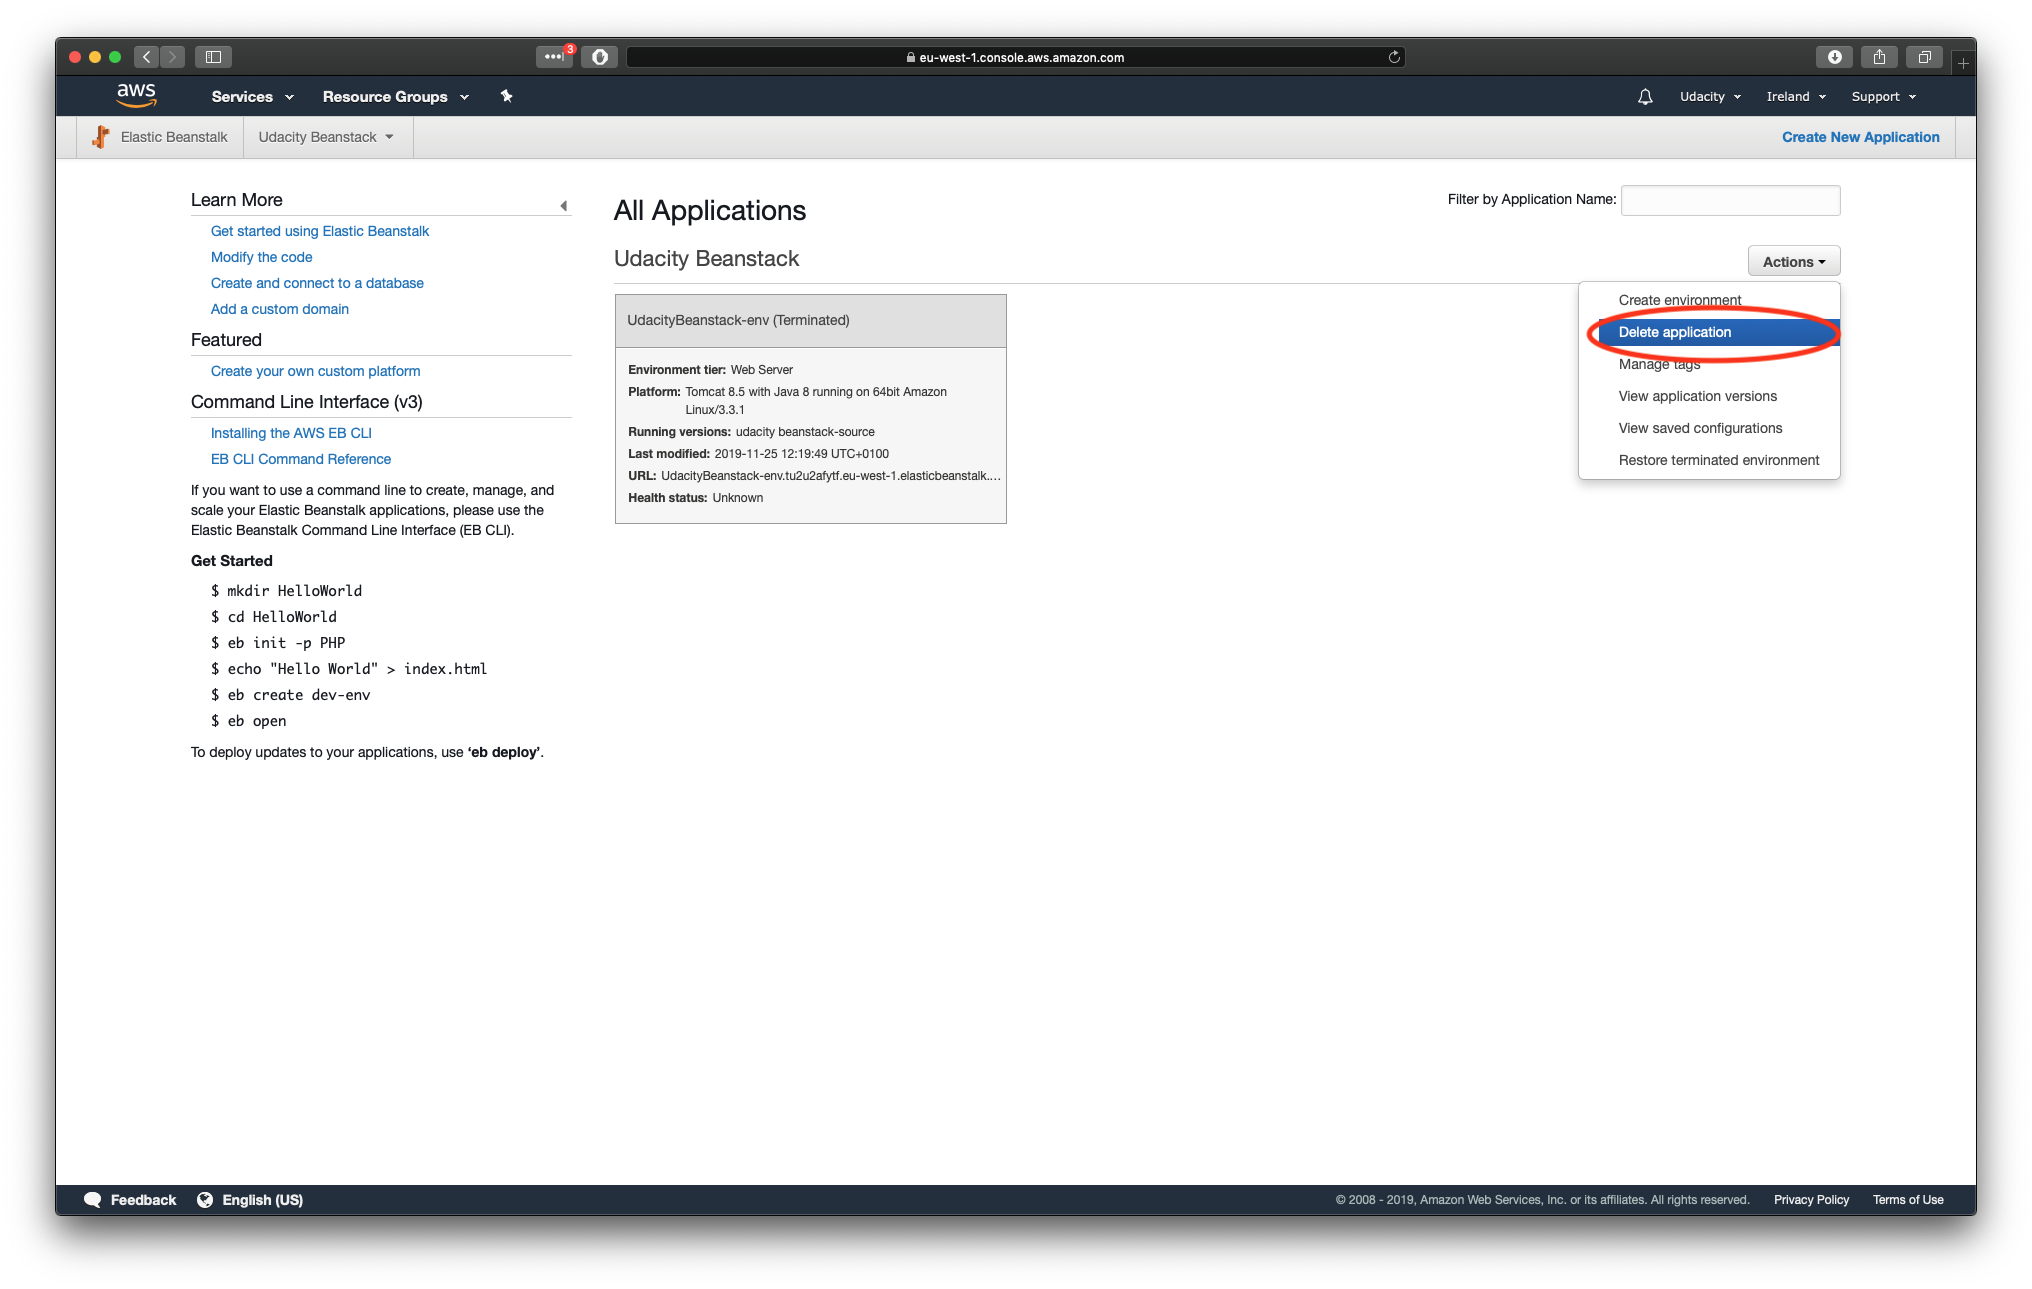 3
eu-west-1.console.aws.amazon.com
aws
Services
Resource Groups
Udacity
Ireland
Support
Elastic Beanstalk
Udacity Beanstack
Create New Application
Learn More
Get started using Elastic Beanstalk
Modify the code
Create and connect to a database
Add a custom domain
Featured
Create your own custom platform
Command Line Interface (v3)
Installing the AWS EB CLI
EB CLI Command Reference
If you want to use a command line to create, manage, and
scale your Elastic Beanstalk applications, please use the
Elastic Beanstalk Command Line Interface (EB CLI).
Get Started
$ mkdir HelloWorld
$ cd HelloWorld
$ eb init -p PHP
$ echo "Hello World" > index.html
$ eb create dev-env
$ eb open
To deploy updates to your applications, use ‘eb deploy’.
All Applications
Filter by Application Name:
Udacity Beanstack
Actions
UdacityBeanstack-env (Terminated)
Environment tier: Web Server
Platform: Tomcat 8.5 with Java 8 running on 64bit Amazon
Linux/3.3.1
Running versions: udacity beanstack-source
Last modified: 2019-11-25 12:19:49 UTC+0100
URL: UdacityBeanstack-env.tu2u2afytf.eu-west-1.elasticbeanstalk....
Health status: Unknown
Create environment
Delete application
Manage tags
View application versions
View saved configurations
Restore terminated environment
Feedback
English (US)
© 2008 - 2019, Amazon Web Services, Inc. or its affiliates. All rights reserved.
Privacy Policy
Terms of Use